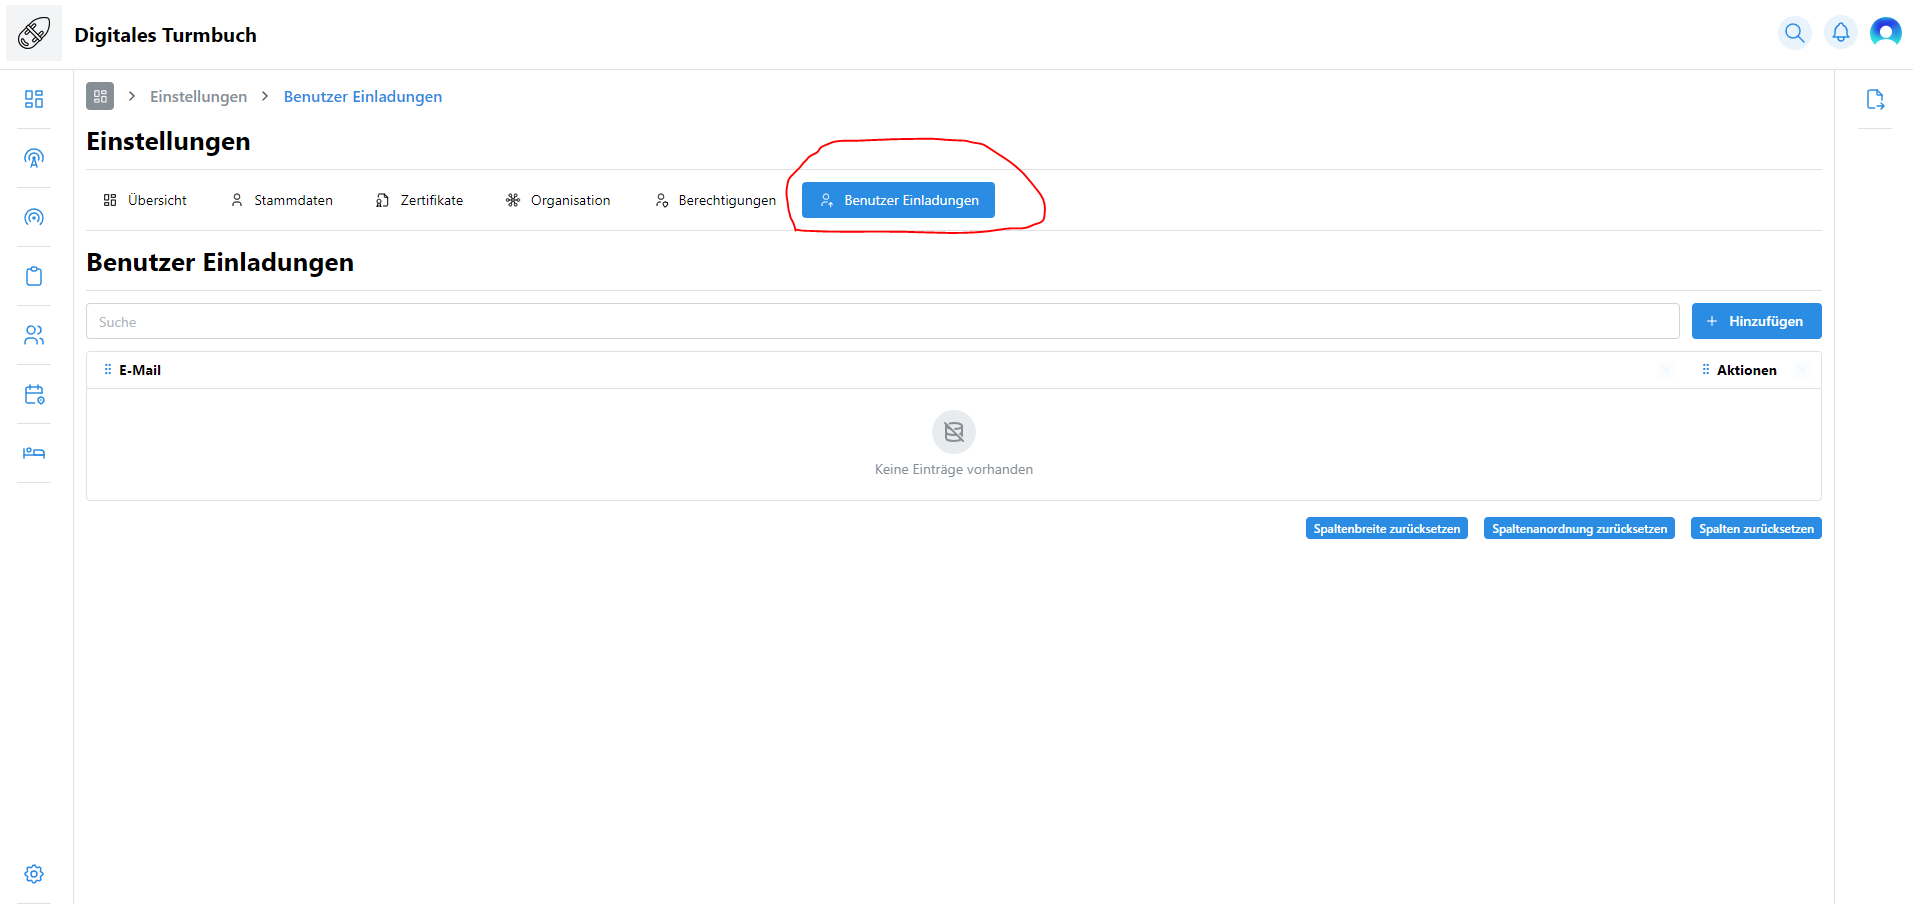 Digitales Turmbuch
Einstellungen > Benutzer Einladungen
Einstellungen
Übersicht Stammdaten Zertifikate Organisation Berechtigungen Benutzer Einladungen
Benutzer Einladungen
Suche + Hinzufügen
E-Mail Aktionen
Keine Einträge vorhanden
Spaltenbreite zurücksetzen Spaltenanordnung zurücksetzen Spalten zurücksetzen